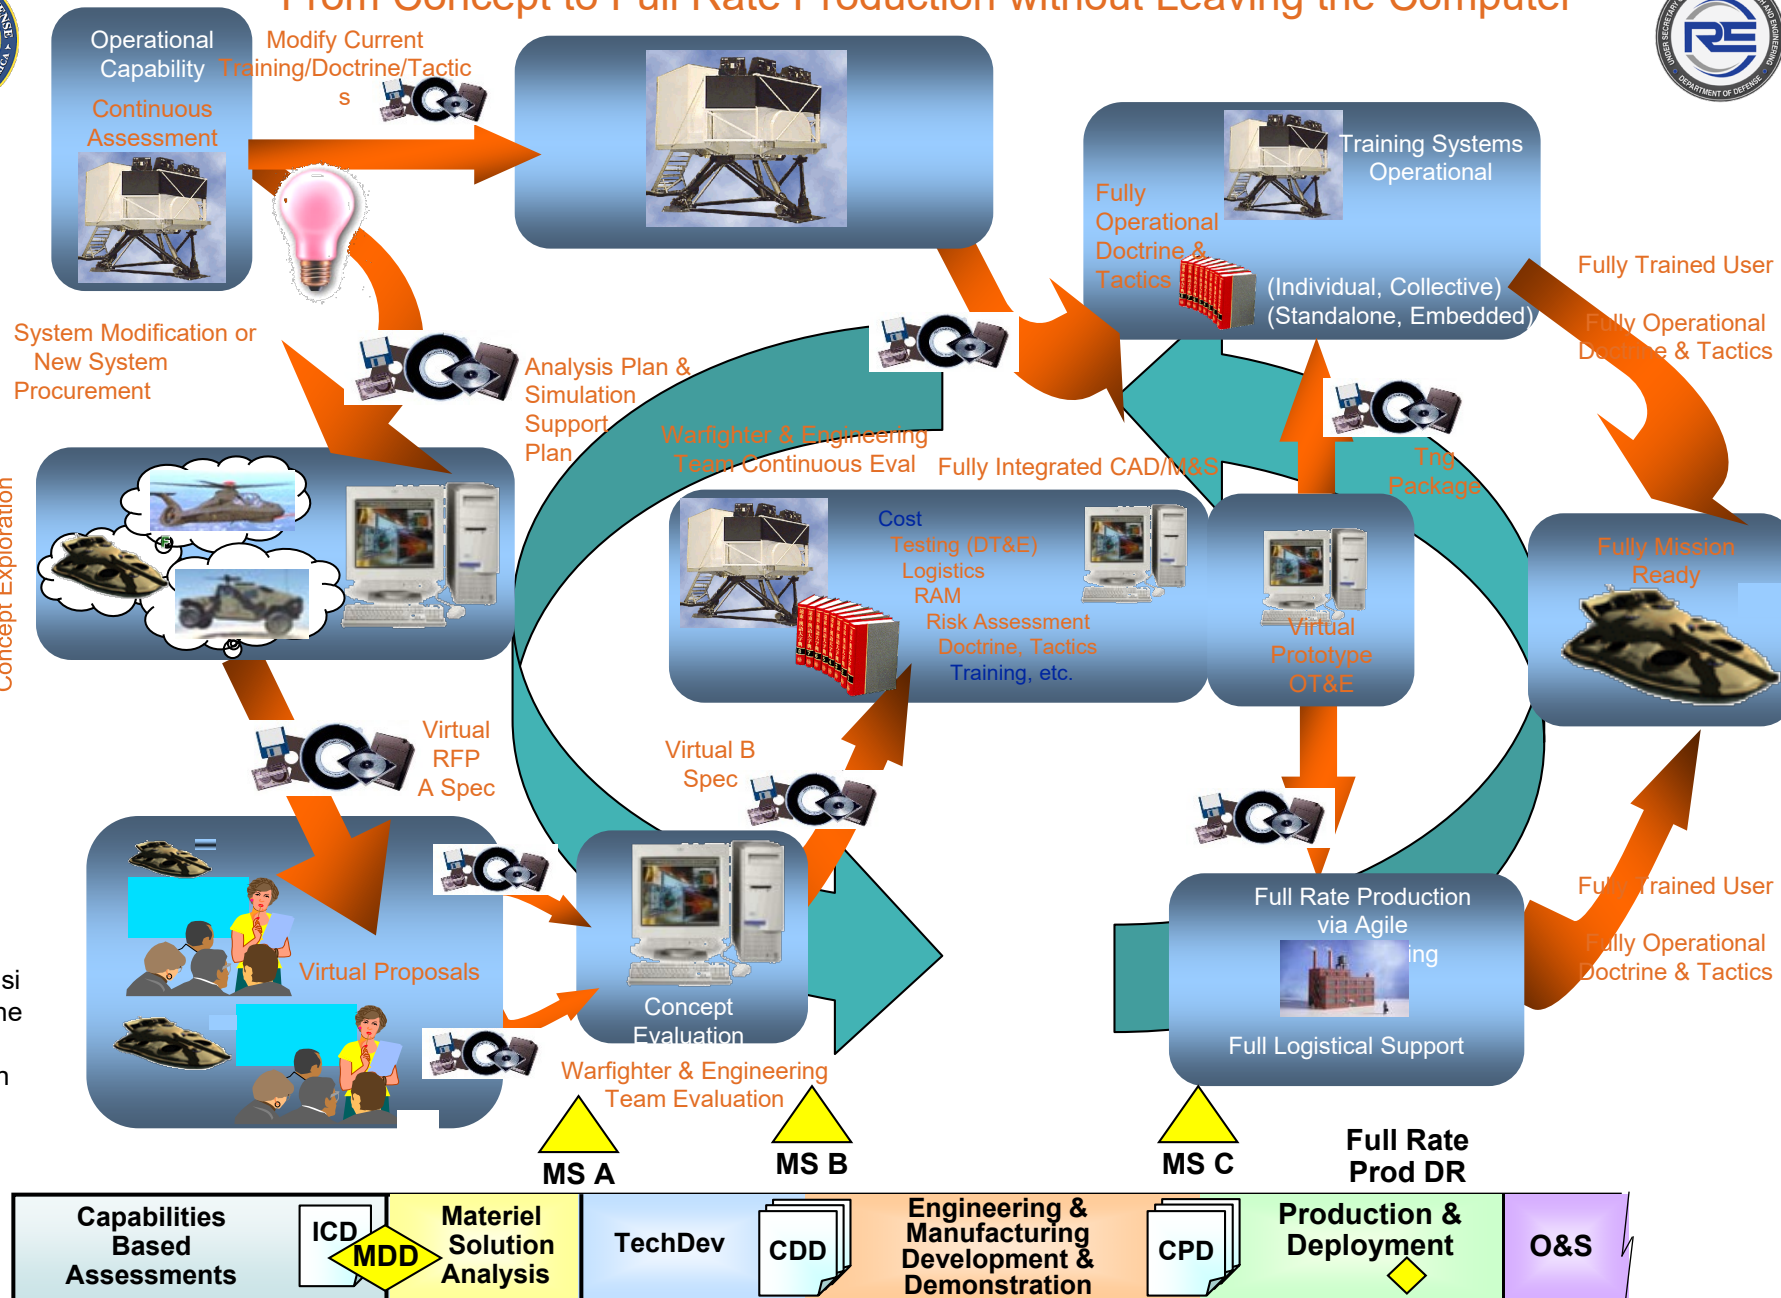 From Concept to Full Rate Production without Leaving the Computer
Operational
Capability
Continuous
Assessment
Modify Current
Training/Doctrine/Tactic
s
Training Systems
Operational
Fully
Operational
Doctrine &
Tactics
(Individual, Collective)
(Standalone, Embedded)
Fully Trained User
Fully Operational
Doctrine & Tactics
System Modification or
New System
Procurement
Analysis Plan &
Simulation
Support
Plan
Warfighter & Engineering
Team Continuous Eval
Fully Integrated CAD/M&S
Tng
Package
Concept Exploration
Cost
Testing (DT&E)
Logistics
RAM
Risk Assessment
Doctrine, Tactics
Training, etc.
Virtual
Prototype
OT&E
Fully Mission
Ready
Virtual
RFP
A Spec
Virtual B
Spec
Virtual Proposals
Concept
Evaluation
Warfighter & Engineering
Team Evaluation
Full Rate Production
via Agile
ing
Full Logistical Support
Fully Trained User
Fully Operational
Doctrine & Tactics
si
ne
n
MS A
MS B
MS C
Full Rate
Prod DR
Capabilities
Based
Assessments
ICD
MDD
Materiel
Solution
Analysis
TechDev
CDD
Engineering &
Manufacturing
Development &
Demonstration
CPD
Production &
Deployment
O&S
DEPARTMENT OF DEFENSE